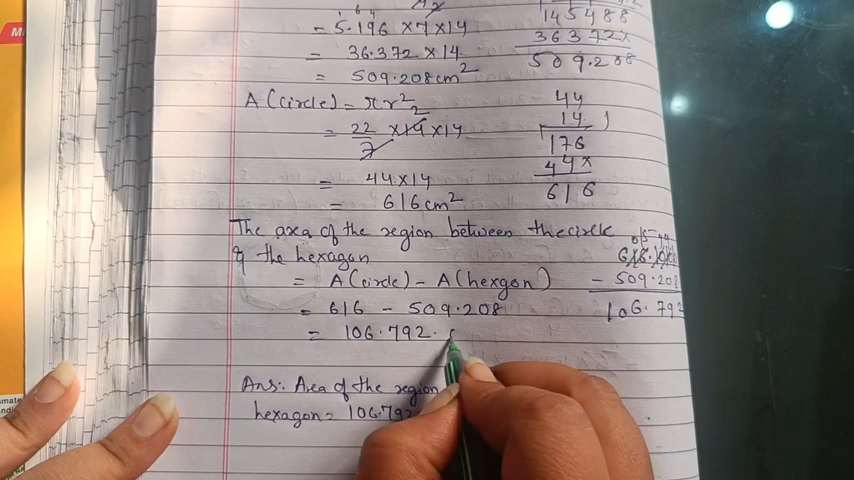 = 5.196 × 7 × 14
= 36.372 × 14
= 509.208 cm²
145488
36372×
509.208
A (circle) = πr²
= 22/7 × 14 × 14
= 44 × 14
= 616 cm²
44
14
176
44×
616
The area of the region between the circle
& the hexagon
= A (circle) - A (hexgon)
= 616 - 509.208
= 106.792.
- 509.208
106.792
Ans:- Area of the region
hexagon = 106.792